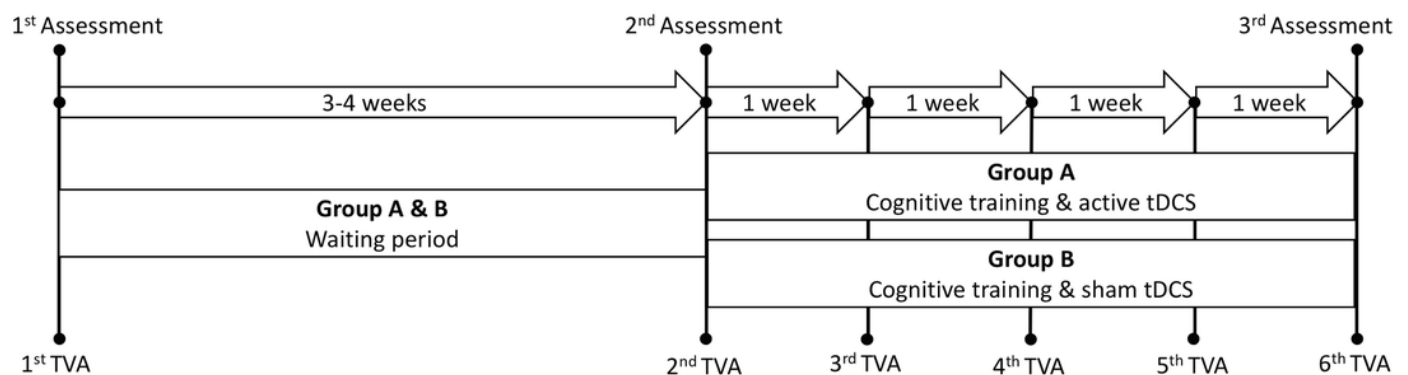 1st Assessment
2nd Assessment
3rd Assessment
3-4 weeks
1 week
1 week
1 week
1 week
Group A & B
Waiting period
Group A
Cognitive training & active tDCS
Group B
Cognitive training & sham tDCS
1st TVA
2nd TVA
3rd TVA
4th TVA
5th TVA
6th TVA